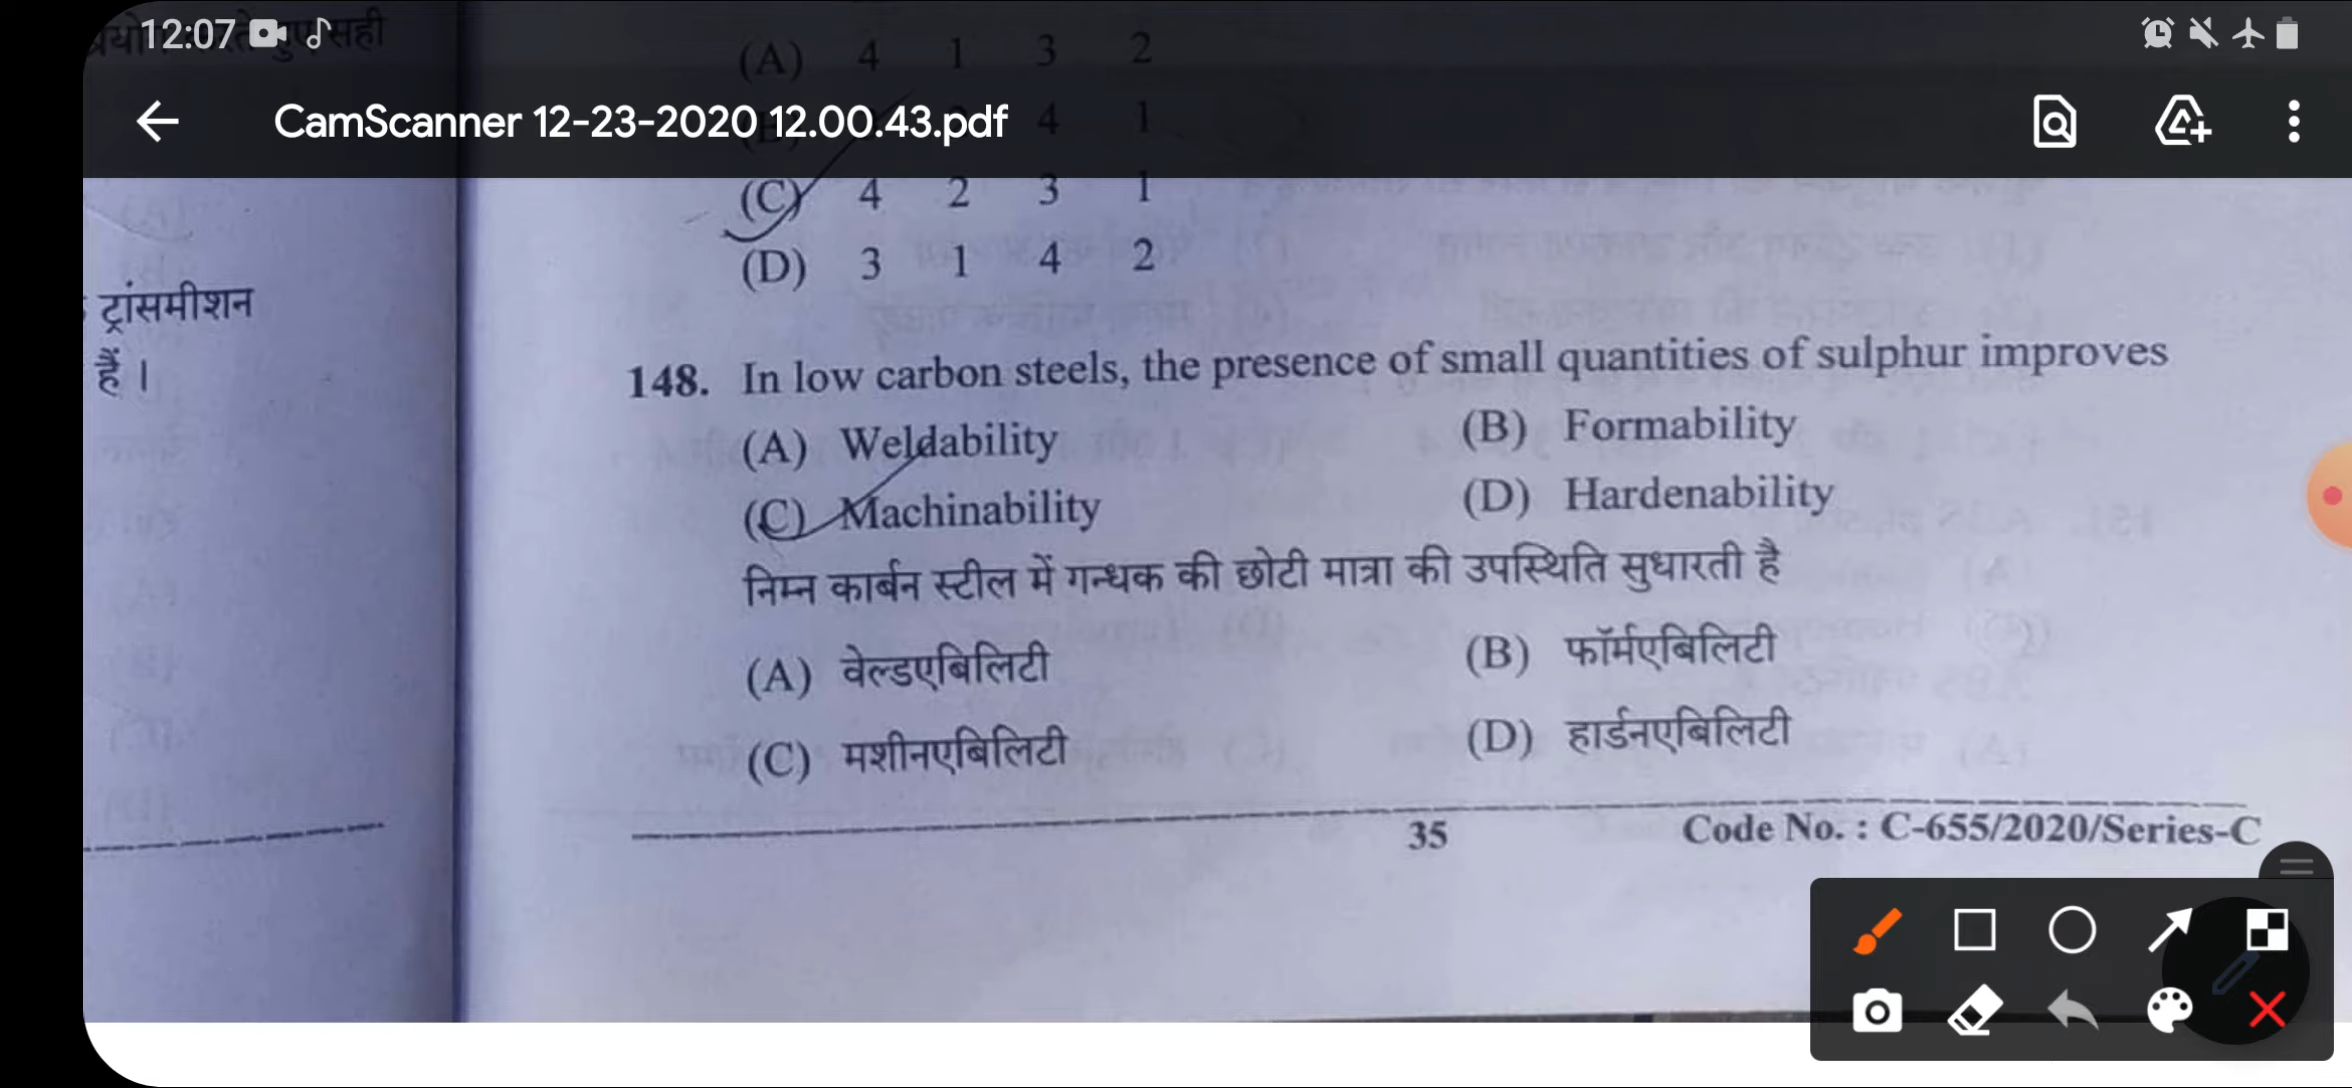 12:07
सही
(A) 4 1 3 2
CamScanner 12-23-2020 12.00.43.pdf
4 1
(C) 4 2 3 1
(D) 3 1 4 2
ट्रांसमीशन
हैं ।
148. In low carbon steels, the presence of small quantities of sulphur improves
(A) Weldability (B) Formability
(C) Machinability (D) Hardenability
निम्न कार्बन स्टील में गन्धक की छोटी मात्रा की उपस्थिति सुधारती है
(A) वेल्डएबिलिटी (B) फॉर्मएबिलिटी
(C) मशीनएबिलिटी (D) हार्डनएबिलिटी
35 Code No. : C-655/2020/Series-C